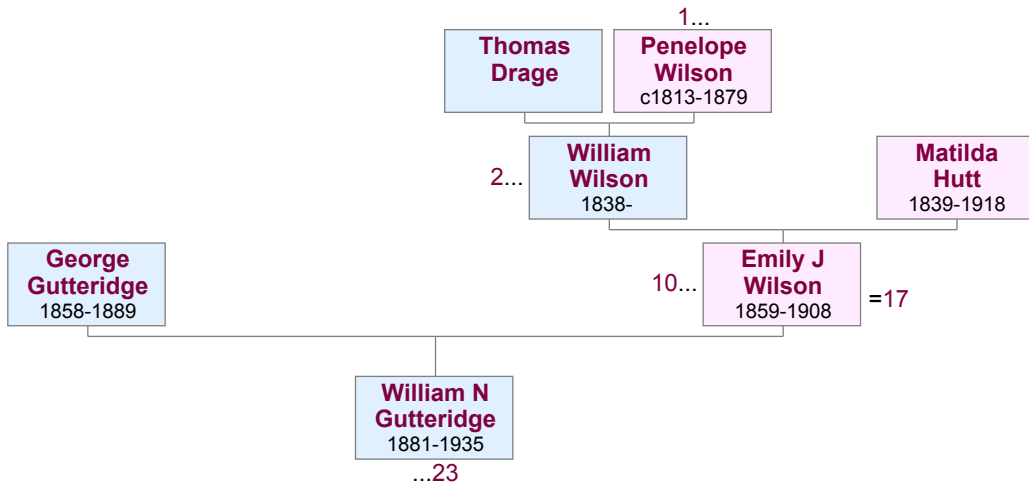 1...
Thomas
Drage
Penelope
Wilson
c1813-1879
2...
William
Wilson
1838-
Matilda
Hutt
1839-1918
George
Gutteridge
1858-1889
10...
Emily J
Wilson
1859-1908
=17
William N
Gutteridge
1881-1935
...23